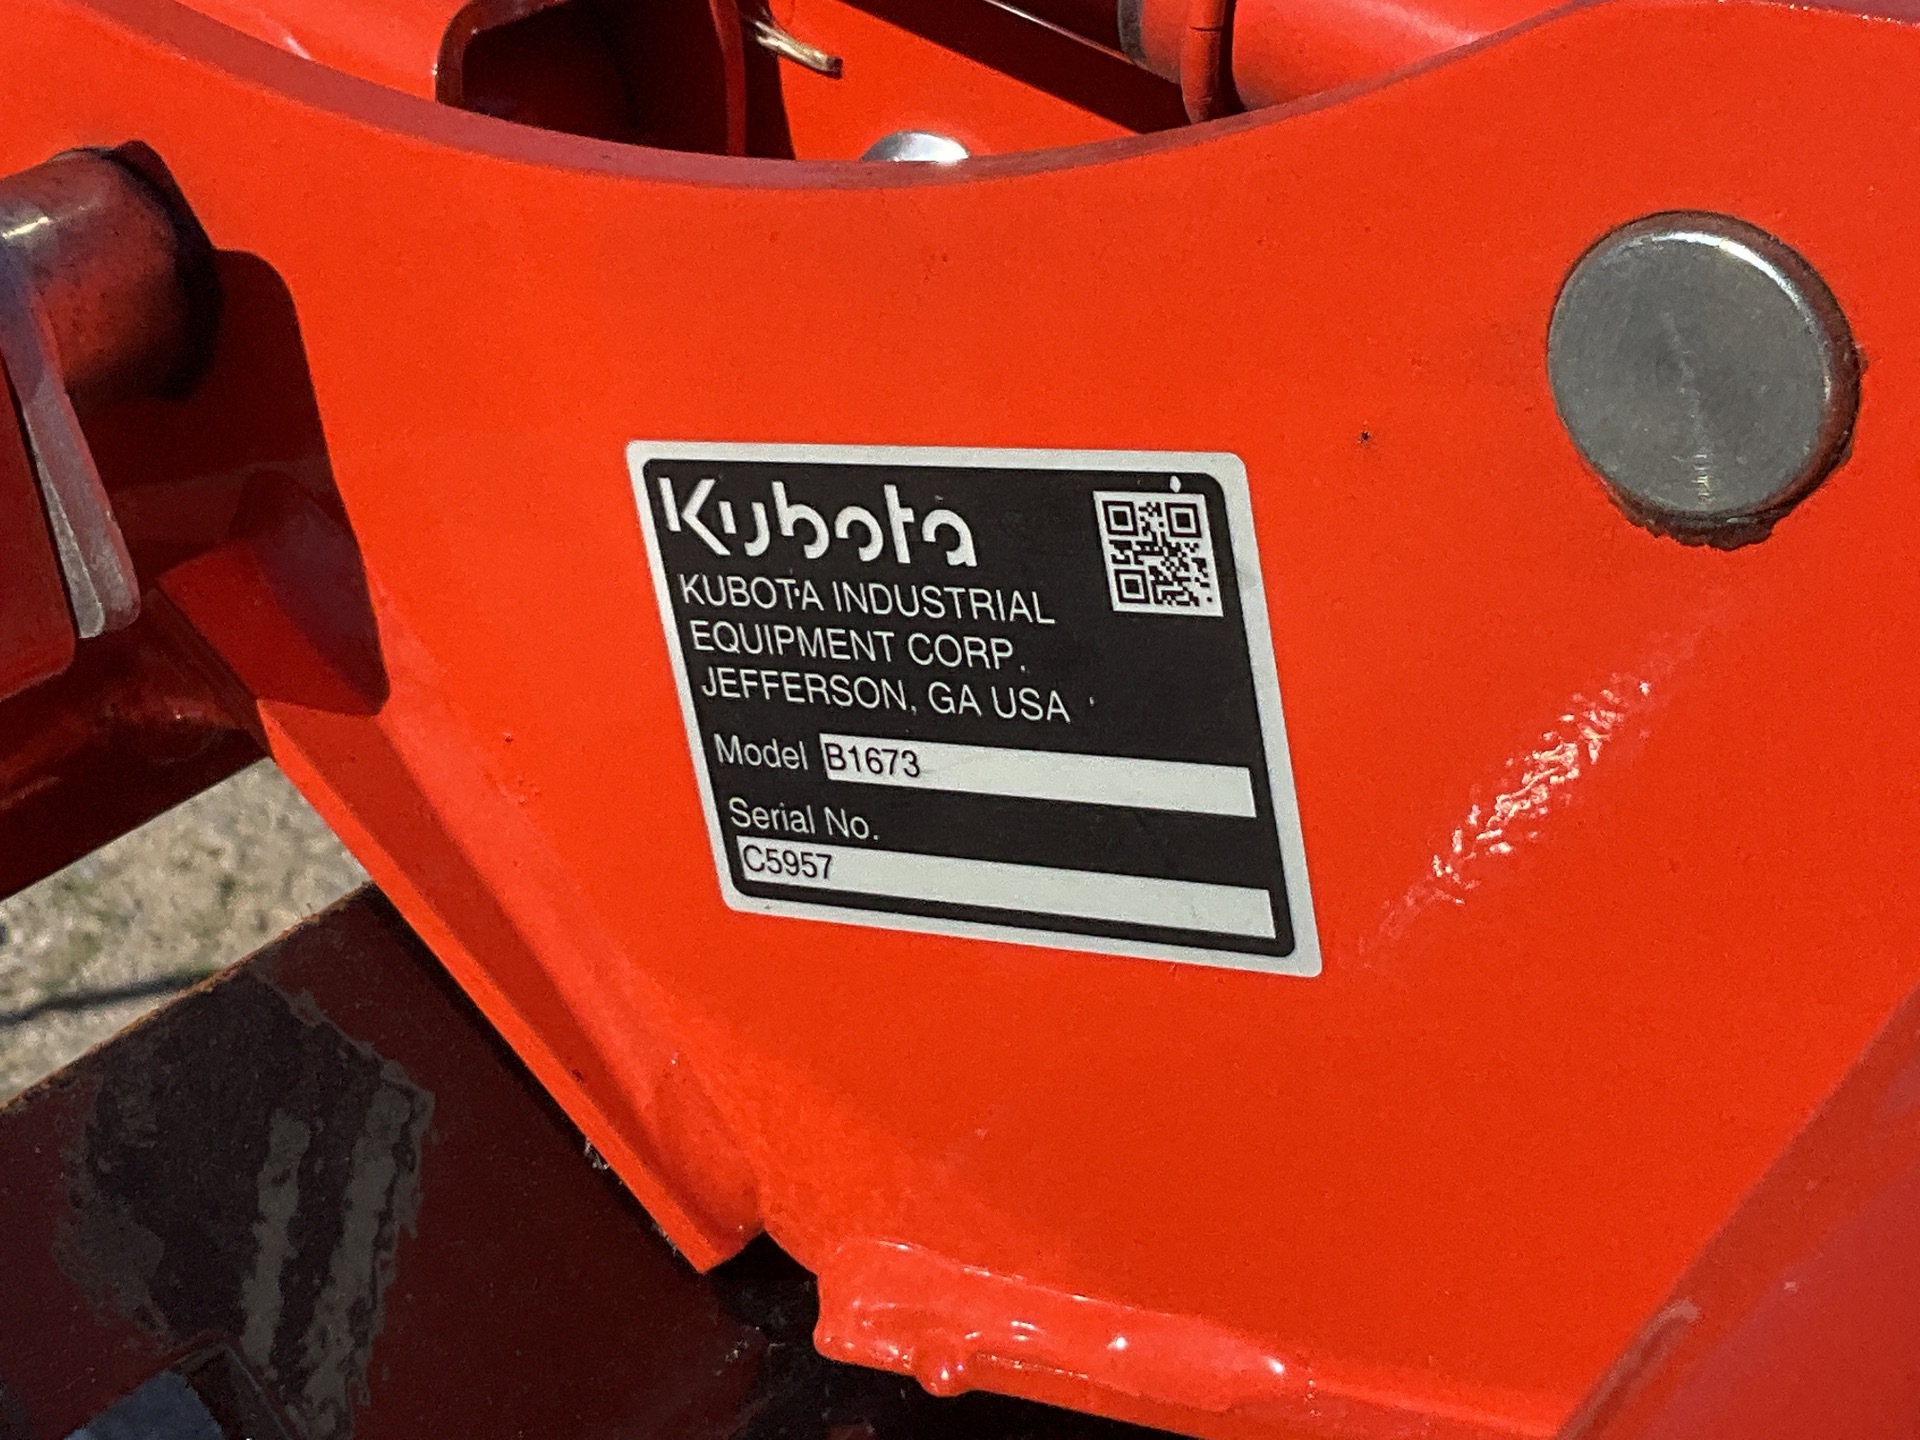 Kubota
KUBOTA INDUSTRIAL
EQUIPMENT CORP.
JEFFERSON, GA USA
Model B1673
Serial No.
C5957